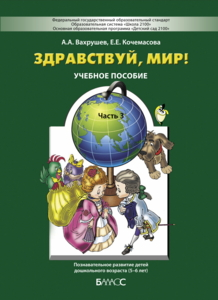 Федеральный государственный образовательный стандарт
Образовательная система «Школа 2100»
Основная образовательная программа «Детский сад 2100»
А.А. Вахрушев, Е.Е. Кочемасова
ЗДРАВСТВУЙ, МИР!
УЧЕБНОЕ ПОСОБИЕ
Часть 3
Познавательное развитие детей
дошкольного возраста (5–6 лет)
БАЛАСС